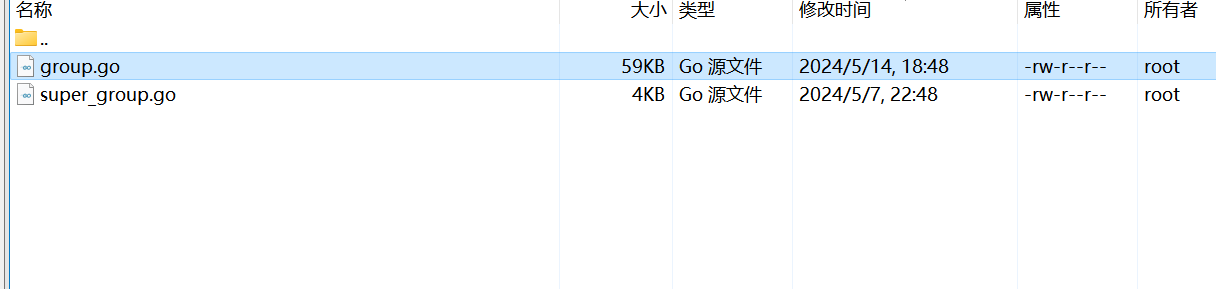 名称 大小 类型 修改时间 属性 所有者
..
group.go 59KB Go 源文件 2024/5/14, 18:48 -rw-r--r-- root
super_group.go 4KB Go 源文件 2024/5/7, 22:48 -rw-r--r-- root